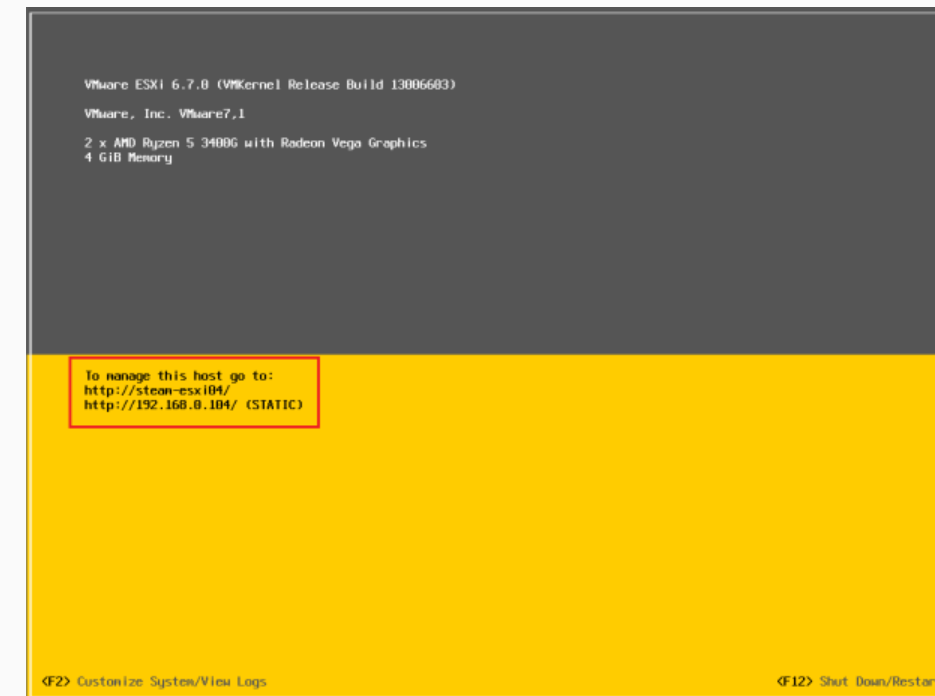 VMware ESXi 6.7.0 (VMKernel Release Build 13006603)
VMware, Inc. VMware7,1
2 x AMD Ryzen 5 3400G with Radeon Vega Graphics
4 GiB Memory
To manage this host go to:
http://steam-esxi04/
http://192.168.0.104/ (STATIC)
<F2> Customize System/View Logs
<F12> Shut Down/Restar